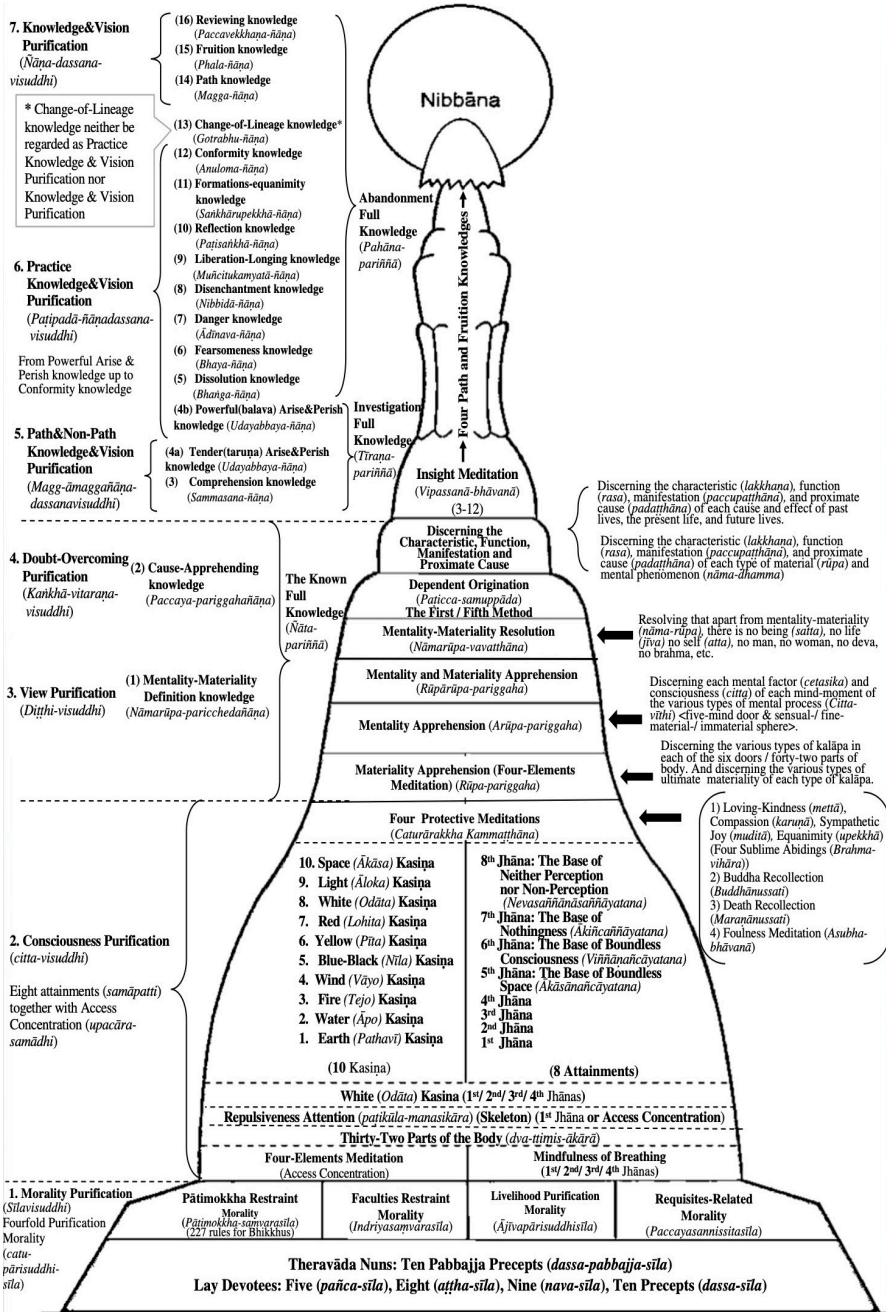 7. Knowledge&Vision
Purification
(Ñāṇa-dassana-
visuddhi)
(16) Reviewing knowledge
(Paccavekkhaṇa-ñāṇa)
(15) Fruition knowledge
(Phala-ñāṇa)
(14) Path knowledge
(Magga-ñāṇa)
* Change-of-Lineage
knowledge neither be
regarded as Practice
Knowledge & Vision
Purification nor
Knowledge & Vision
Purification
(13) Change-of-Lineage knowledge*
(Gotrabhu-ñāṇa)
(12) Conformity knowledge
(Anuloma-ñāṇa)
(11) Formations-equanimity
knowledge
(Saṅkhārupekkhā-ñāṇa)
(10) Reflection knowledge
(Paṭisaṅkhā-ñāṇa)
(9) Liberation-Longing knowledge
(Muñcitukamyatā-ñāṇa)
(8) Disenchantment knowledge
(Nibbidā-ñāṇa)
(7) Danger knowledge
(Ādīnava-ñāṇa)
(6) Fearsomeness knowledge
(Bhaya-ñāṇa)
(5) Dissolution knowledge
(Bhaṅga-ñāṇa)
(4b) Powerful(balava) Arise&Perish
knowledge (Udayabbaya-ñāṇa)
6. Practice
Knowledge&Vision
Purification
(Paṭipadā-ñāṇadassana-
visuddhi)
From Powerful Arise &
Perish knowledge up to
Conformity knowledge
Abandonment
Full
Knowledge
(Pahāna-
pariññā)
Nibbāna
Four Path and Fruition Knowledges
5. Path&Non-Path
Knowledge&Vision
Purification
(Magg-āmaggañāṇa-
dassanavisuddhi)
(4a) Tender(taruṇa) Arise&Perish
knowledge (Udayabbaya-ñāṇa)
(3) Comprehension knowledge
(Sammasana-ñāṇa)
Investigation
Full
Knowledge
(Tīraṇa-
pariññā)
Insight Meditation
(Vipassanā-bhāvanā)
(3-12)
Discerning the characteristic (lakkhaṇa), function
(rasa), manifestation (paccupaṭṭhāna), and proximate
cause (padaṭṭhāna) of each cause and effect of past
lives, the present life, and future lives.
Discerning the characteristic (lakkhaṇa), function
(rasa), manifestation (paccupaṭṭhāna), and proximate
cause (padaṭṭhāna) of each type of material (rūpa) and
mental phenomenon (nāma-dhamma)
4. Doubt-Overcoming
Purification
(Kaṅkhā-vitaraṇa-
visuddhi)
(2) Cause-Apprehending
knowledge
(Paccaya-pariggahañāṇa)
The Known
Full
Knowledge
(Ñāta-
pariññā)
Discerning the
Characteristic, Function,
Manifestation and
Proximate Cause
Dependent Origination
(Paṭicca-samuppāda)
The First / Fifth Method
Mentality-Materiality Resolution
(Nāmarūpa-vavatthāna)
Resolving that apart from mentality-materiality
(nāma-rūpa), there is no being (satta), no life
(jīva) no self (atta), no man, no woman, no deva,
no brahma, etc.
3. View Purification
(Diṭṭhi-visuddhi)
(1) Mentality-Materiality
Definition knowledge
(Nāmarūpa-paricchedañāṇa)
Mentality and Materiality Apprehension
(Rūpārūpa-pariggaha)
Mentality Apprehension (Arūpa-pariggaha)
Discerning each mental factor (cetasika) and
consciousness (citta) of each mind-moment of
the various types of mental process (Citta-
vīthi) <five-mind door & sensual-/ fine-
material-/ immaterial sphere>.
Materiality Apprehension (Four-Elements
Meditation) (Rūpa-pariggaha)
Discerning the various types of kalāpa in
each of the six doors / forty-two parts of
body. And discerning the various types of
ultimate materiality of each type of kalāpa.
Four Protective Meditations
(Caturārakkha Kammaṭṭhāna)
1) Loving-Kindness (mettā),
Compassion (karuṇā), Sympathetic
Joy (muditā), Equanimity (upekkhā)
(Four Sublime Abidings (Brahma-
vihāra))
2) Buddha Recollection
(Buddhānussati)
3) Death Recollection
(Maraṇānussati)
4) Foulness Meditation (Asubha-
bhāvanā)
2. Consciousness Purification
(citta-visuddhi)
Eight attainments (samāpatti)
together with Access
Concentration (upacāra-
samādhi)
10. Space (Ākāsa) Kasiṇa
9. Light (Āloka) Kasiṇa
8. White (Odāta) Kasiṇa
7. Red (Lohita) Kasiṇa
6. Yellow (Pīta) Kasiṇa
5. Blue-Black (Nīla) Kasiṇa
4. Wind (Vāyo) Kasiṇa
3. Fire (Tejo) Kasiṇa
2. Water (Āpo) Kasiṇa
1. Earth (Pathavī) Kasiṇa
(10 Kasiṇa)
8th Jhāna: The Base of
Neither Perception
nor Non-Perception
(Nevasaññānāsaññāyatana)
7th Jhāna: The Base of
Nothingness (Ākiñcaññāyatana)
6th Jhāna: The Base of Boundless
Consciousness (Viññāṇañcāyatana)
5th Jhāna: The Base of Boundless
Space (Ākāsānañcāyatana)
4th Jhāna
3rd Jhāna
2nd Jhāna
1st Jhāna
(8 Attainments)
White (Odāta) Kasina (1st/ 2nd/ 3rd/ 4th Jhānas)
Repulsiveness Attention (paṭikūla-manasikāra) (Skeleton) (1st Jhāna or Access Concentration)
Thirty-Two Parts of the Body (dva-ttiṃis-ākārā)
Four-Elements Meditation
(Access Concentration)
Mindfulness of Breathing
(1st/ 2nd/ 3rd/ 4th Jhānas)
1. Morality Purification
(Sīlavisuddhi)
Fourfold Purification
Morality
(catu-
pārisuddhi-
sīla)
Pātimokkha Restraint
Morality
(Pātimokkha-saṃvarasīla)
(227 rules for Bhikkhus)
Faculties Restraint
Morality
(Indriyasaṃvarasīla)
Livelihood Purification
Morality
(Ājīvapārisuddhisīla)
Requisites-Related
Morality
(Paccayasannissitasīla)
Theravāda Nuns: Ten Pabbajja Precepts (dassa-pabbajja-sīla)
Lay Devotees: Five (pañca-sīla), Eight (aṭṭha-sīla), Nine (nava-sīla), Ten Precepts (dassa-sīla)